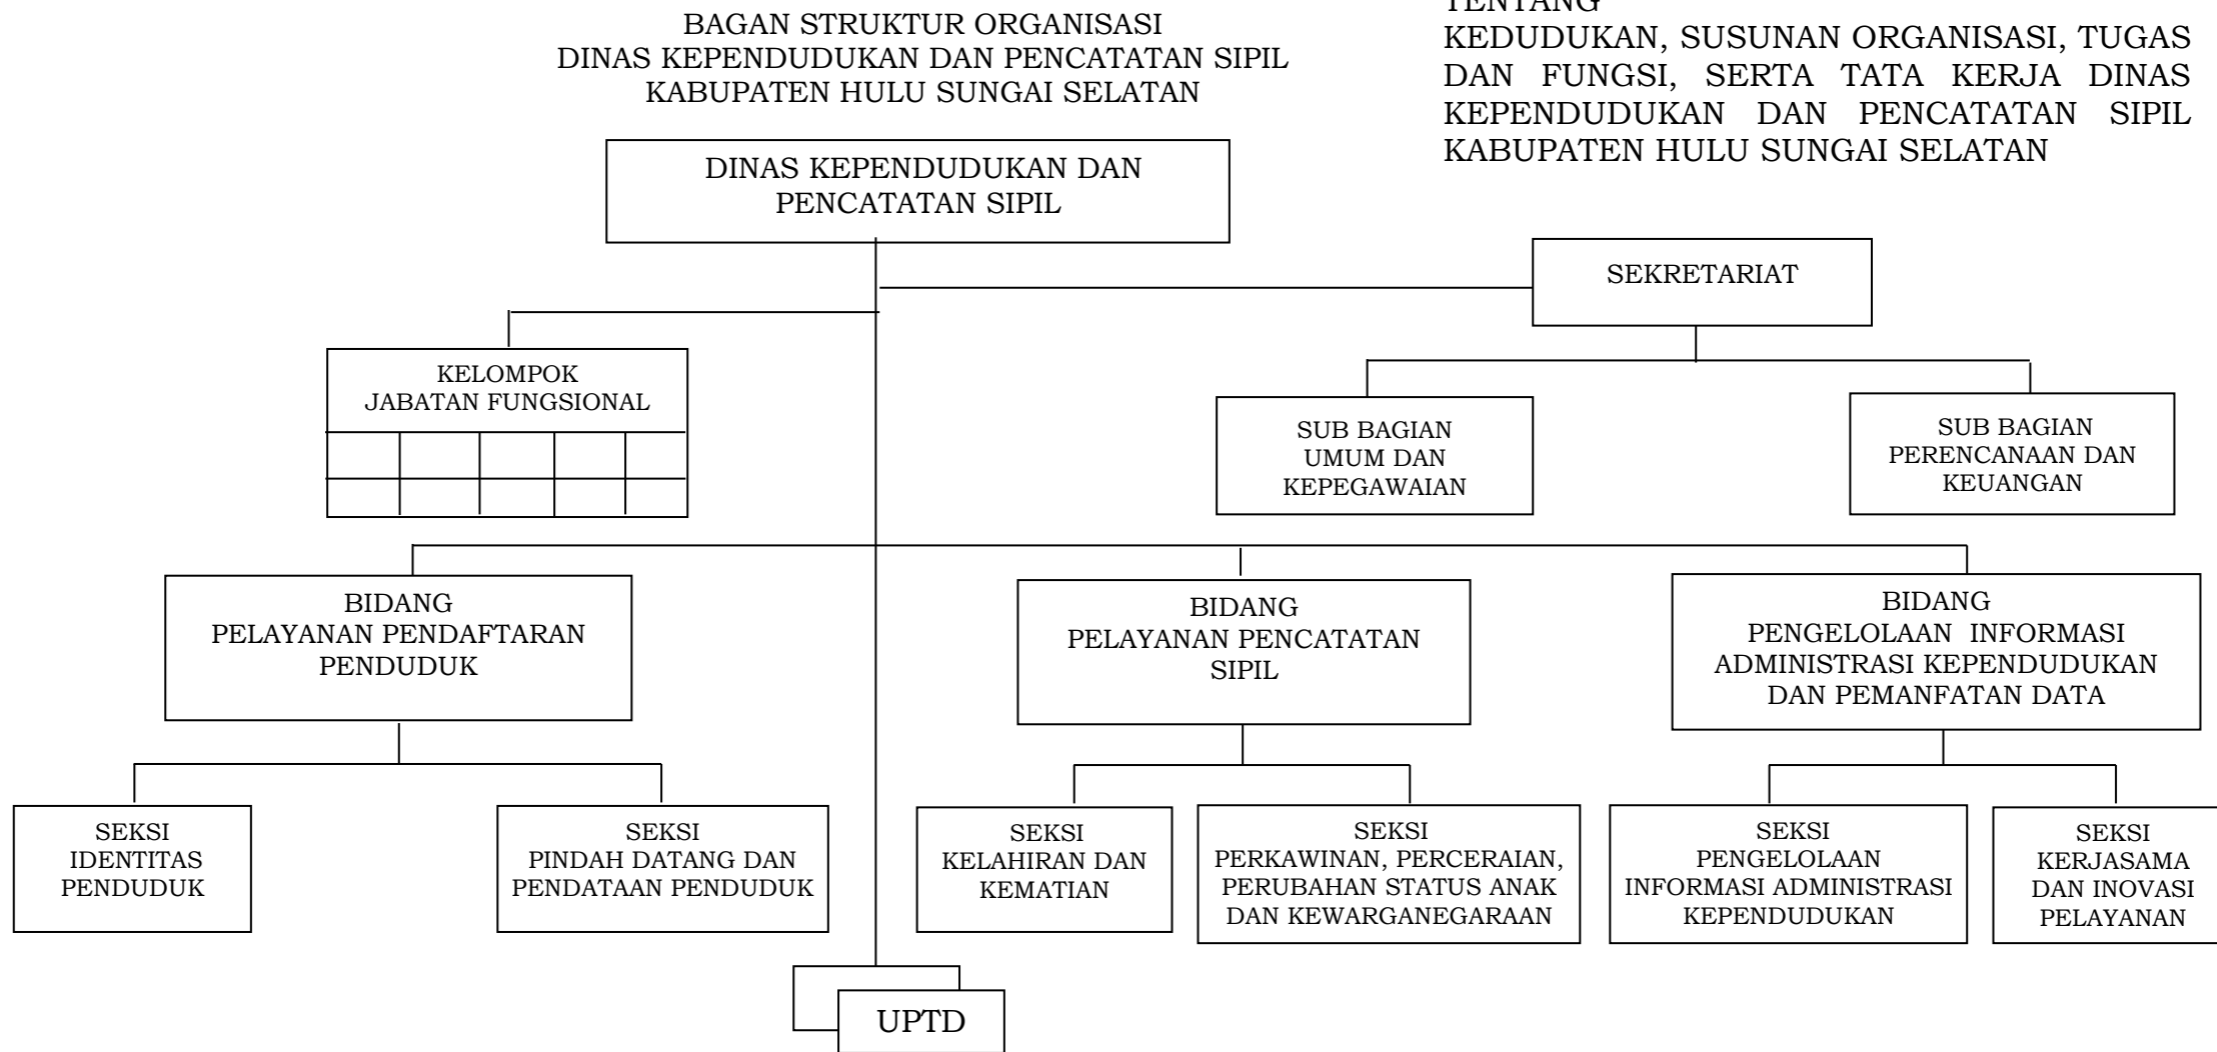 BAGAN STRUKTUR ORGANISASI
DINAS KEPENDUDUKAN DAN PENCATATAN SIPIL
KABUPATEN HULU SUNGAI SELATAN
TENTANG
KEDUDUKAN, SUSUNAN ORGANISASI, TUGAS
DAN FUNGSI, SERTA TATA KERJA DINAS
KEPENDUDUKAN DAN PENCATATAN SIPIL
KABUPATEN HULU SUNGAI SELATAN
DINAS KEPENDUDUKAN DAN
PENCATATAN SIPIL
SEKRETARIAT
KELOMPOK
JABATAN FUNGSIONAL
SUB BAGIAN
UMUM DAN
KEPEGAWAIAN
SUB BAGIAN
PERENCANAAN DAN
KEUANGAN
BIDANG
PELAYANAN PENDAFTARAN
PENDUDUK
BIDANG
PELAYANAN PENCATATAN
SIPIL
BIDANG
PENGELOLAAN INFORMASI
ADMINISTRASI KEPENDUDUKAN
DAN PEMANFATAN DATA
SEKSI
IDENTITAS
PENDUDUK
SEKSI
PINDAH DATANG DAN
PENDATAAN PENDUDUK
SEKSI
KELAHIRAN DAN
KEMATIAN
SEKSI
PERKAWINAN, PERCERAIAN,
PERUBAHAN STATUS ANAK
DAN KEWARGANEGARAAN
SEKSI
PENGELOLAAN
INFORMASI ADMINISTRASI
KEPENDUDUKAN
SEKSI
KERJASAMA
DAN INOVASI
PELAYANAN
UPTD